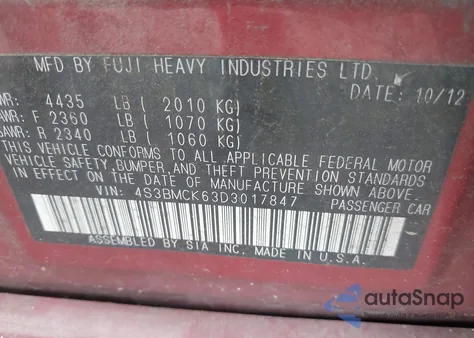 MFD BY FUJI HEAVY INDUSTRIES LTD.
DATE: 10/12
WR: 4435 LB ( 2010 KG)
AWR: F 2360 LB ( 1070 KG)
AWR: R 2340 LB ( 1060 KG)
THIS VEHICLE CONFORMS TO ALL APPLICABLE FEDERAL MOTOR
VEHICLE SAFETY, BUMPER, AND THEFT PREVENTION STANDARDS
IN EFFECT ON THE DATE OF MANUFACTURE SHOWN ABOVE.
VIN: 4S3BMCK63D3017847 PASSENGER CAR
ASSEMBLED BY SIA INC. MADE IN U.S.A.
autoSnap